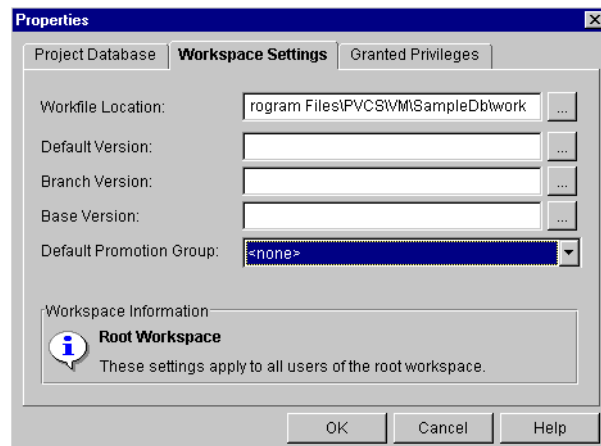 Properties
Project Database Workspace Settings Granted Privileges
Workfile Location: rogram Files\PVCS\VM\SampleDb\work ...
Default Version: ...
Branch Version: ...
Base Version: ...
Default Promotion Group: <none>
Workspace Information
Root Workspace
These settings apply to all users of the root workspace.
OK Cancel Help